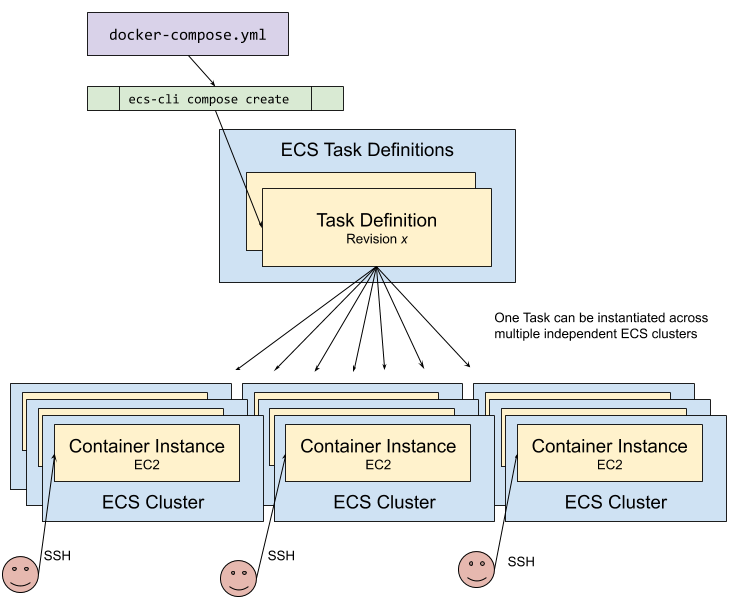 docker-compose.yml
ecs-cli compose create
ECS Task Definitions
Task Definition
Revision x
One Task can be instantiated across
multiple independent ECS clusters
Container Instance
EC2
ECS Cluster
Container Instance
EC2
ECS Cluster
Container Instance
EC2
ECS Cluster
SSH
SSH
SSH